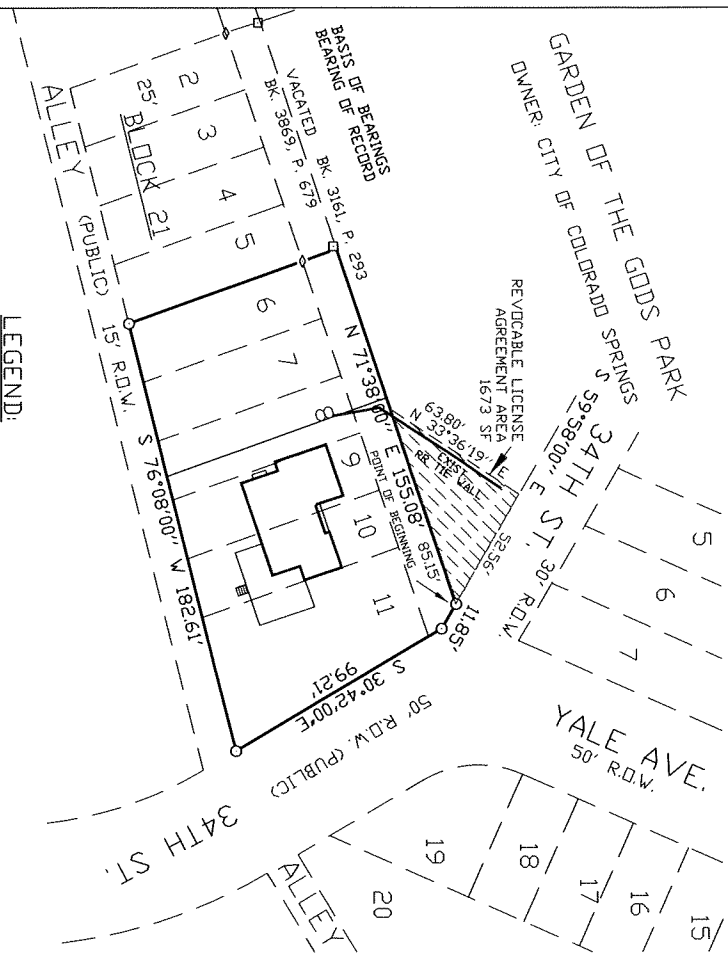 GARDEN OF THE GODS PARK
OWNER: CITY OF COLORADO SPRINGS
BASIS OF BEARINGS
BEARING OF RECORD
VACATED BK. 3161, P. 293
BK. 3869, P. 679
REVOCABLE LICENSE
AGREEMENT AREA
1673 SF
S 59°58'00" E
52.56'
34TH ST. 30' R.O.W.
5
6
7
YALE AVE.
50' R.O.W.
15
16
17
18
19
20
ALLEY
63.80'
N 33°36'19" E
EXIST.
RR TIE WALL
N 71°38'00" E 155.08'
85.15'
POINT OF BEGINNING
11.85'
2
3
4
5
6
7
8
9
10
11
25'
BLOCK 21
ALLEY (PUBLIC) 15' R.O.W.
S 76°08'00" W 182.61'
S 30°42'00"E
99.21'
50' R.O.W. (PUBLIC)
34TH ST.
LEGEND: